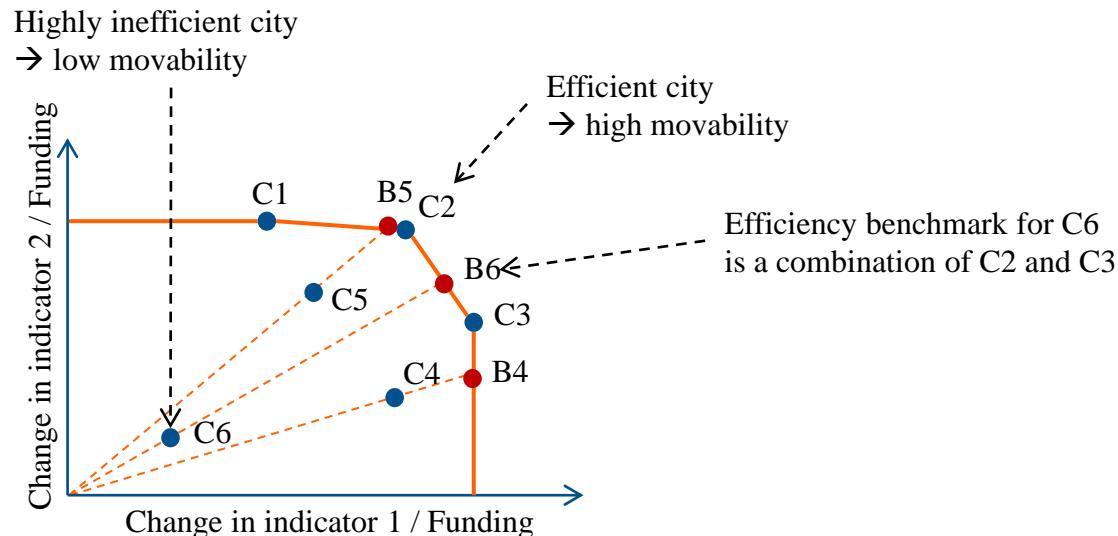 Highly inefficient city
→ low movability
Efficient city
→ high movability
C1
B5
C2
Efficiency benchmark for C6
is a combination of C2 and C3
B6
C5
C3
C4
B4
C6
Change in indicator 2 / Funding
Change in indicator 1 / Funding